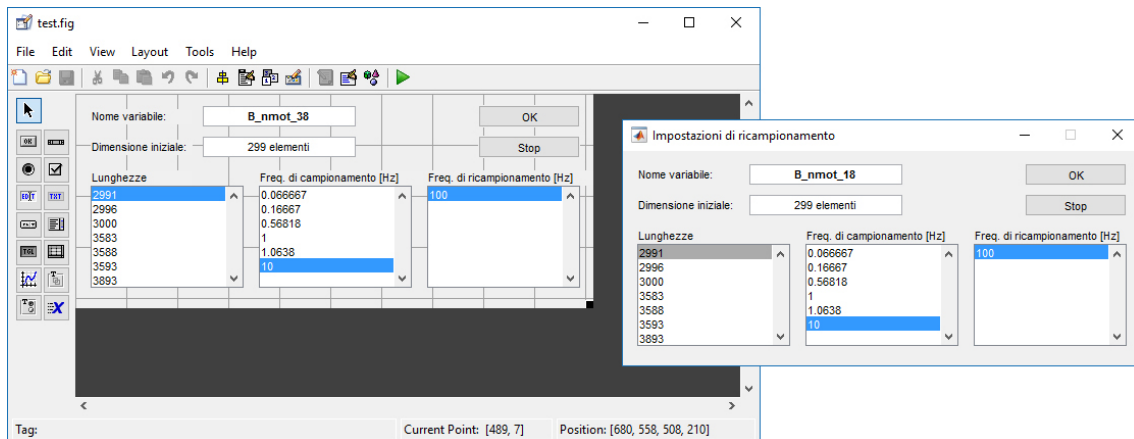 test.fig
File Edit View Layout Tools Help
Nome variabile: B_nmot_38 OK
Dimensione iniziale: 299 elementi Stop
Lunghezze Freq. di campionamento [Hz] Freq. di ricampionamento [Hz]
2991 0.066667 100
2996 0.16667
3000 0.56818
3583 1
3588 1.0638
3593 10
3893
Tag: Current Point: [489, 7] Position: [680, 558, 508, 210]
Impostazioni di ricampionamento
Nome variabile: B_nmot_18 OK
Dimensione iniziale: 299 elementi Stop
Lunghezze Freq. di campionamento [Hz] Freq. di ricampionamento [Hz]
2991 0.066667 100
2996 0.16667
3000 0.56818
3583 1
3588 1.0638
3593 10
3893